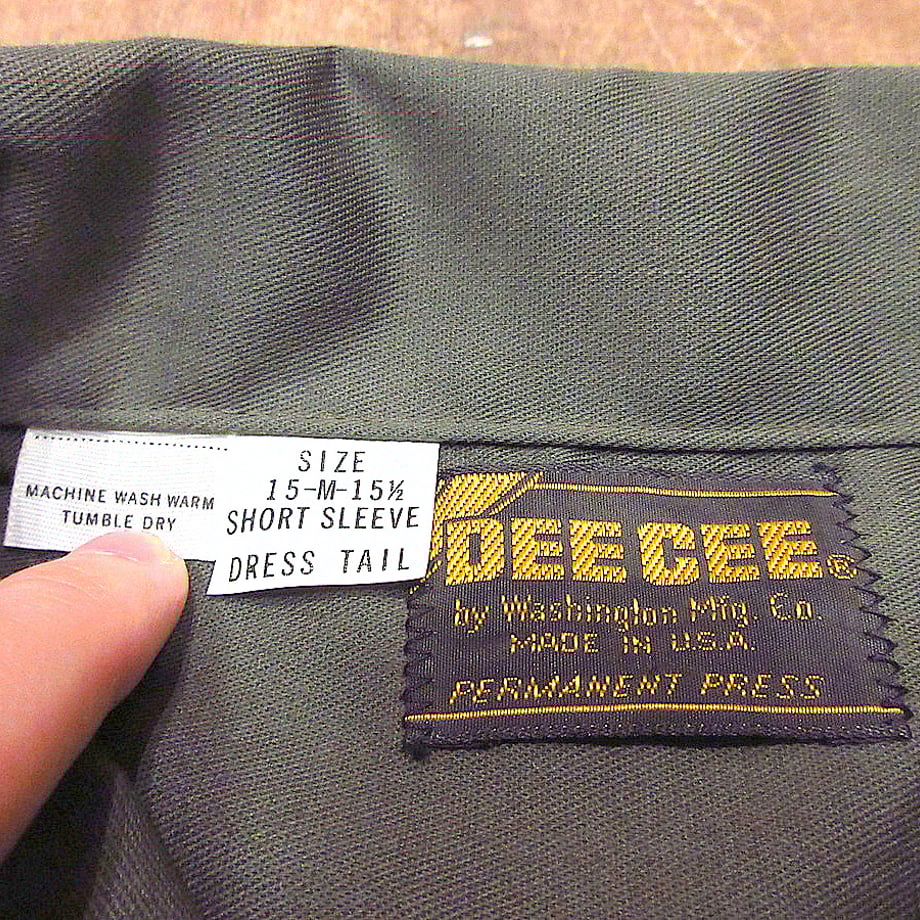 MACHINE WASH WARM
TUMBLE DRY
SIZE
15-M-15½
SHORT SLEEVE
DRESS TAIL
DEE CEE®
by Washington Mfg. Co.
MADE IN U.S.A.
PERMANENT PRESS